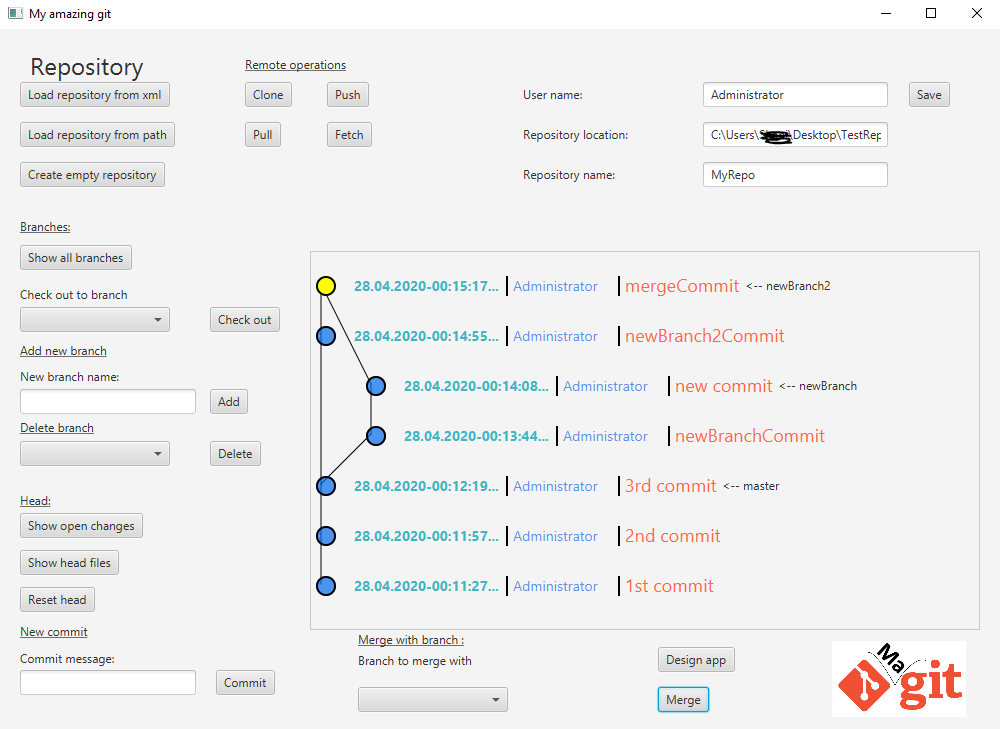 My amazing git
Repository
Remote operations
Load repository from xml
Clone
Push
User name:
Administrator
Save
Load repository from path
Pull
Fetch
Repository location:
C:\Users\ \Desktop\TestRep
Create empty repository
Repository name:
MyRepo
Branches:
Show all branches
Check out to branch
Check out
Add new branch
New branch name:
Add
Delete branch
Delete
Head:
Show open changes
Show head files
Reset head
New commit
Commit message:
Commit
28.04.2020-00:15:17... Administrator mergeCommit <-- newBranch2
28.04.2020-00:14:55... Administrator newBranch2Commit
28.04.2020-00:14:08... Administrator new commit <-- newBranch
28.04.2020-00:13:44... Administrator newBranchCommit
28.04.2020-00:12:19... Administrator 3rd commit <-- master
28.04.2020-00:11:57... Administrator 2nd commit
28.04.2020-00:11:27... Administrator 1st commit
Merge with branch :
Branch to merge with
Design app
Merge
Ma
git